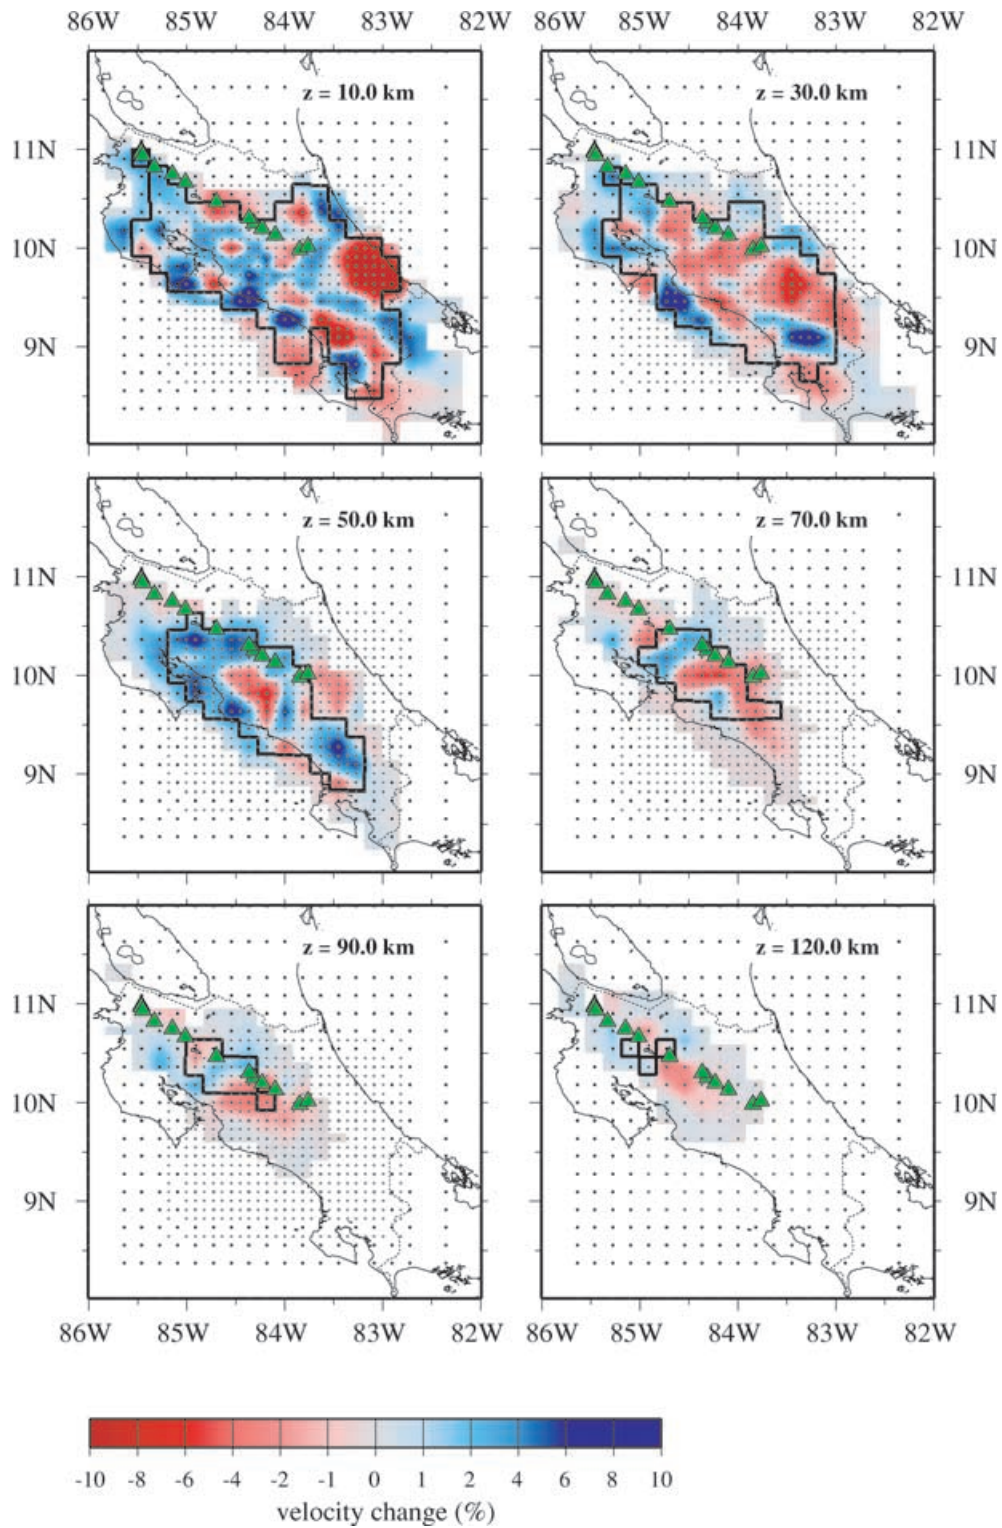 86W 85W 84W 83W 82W 86W 85W 84W 83W 82W
z = 10.0 km z = 30.0 km
11N 11N
10N 10N
9N 9N
z = 50.0 km z = 70.0 km
11N 11N
10N 10N
9N 9N
z = 90.0 km z = 120.0 km
11N 11N
10N 10N
9N 9N
86W 85W 84W 83W 82W 86W 85W 84W 83W 82W
-10 -8 -6 -4 -2 -1 0 1 2 4 6 8 10
velocity change (%)